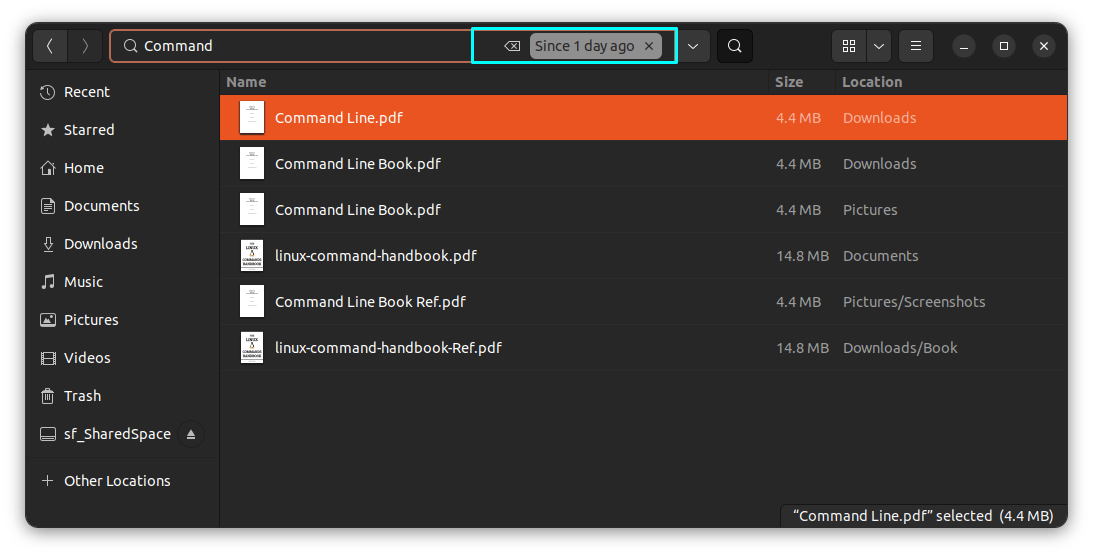 Command Since 1 day ago
Name Size Location
Recent
Command Line.pdf 4.4 MB Downloads
Starred
Command Line Book.pdf 4.4 MB Downloads
Home
Documents
Command Line Book.pdf 4.4 MB Pictures
Downloads
linux-command-handbook.pdf 14.8 MB Documents
Music
Command Line Book Ref.pdf 4.4 MB Pictures/Screenshots
Pictures
linux-command-handbook-Ref.pdf 14.8 MB Downloads/Book
Videos
Trash
sf_SharedSpace
Other Locations
“Command Line.pdf” selected (4.4 MB)